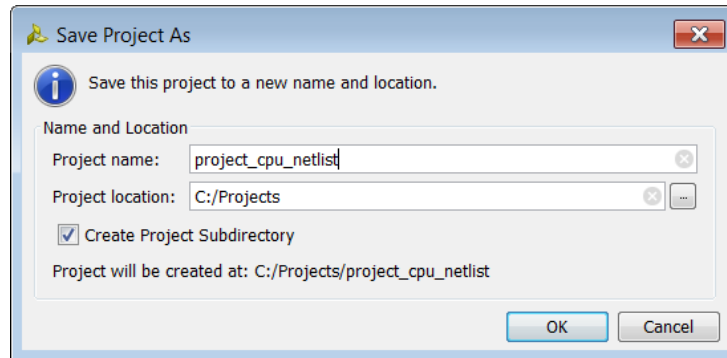 Save Project As
Save this project to a new name and location.
Name and Location
Project name: project_cpu_netlist
Project location: C:/Projects ...
Create Project Subdirectory
Project will be created at: C:/Projects/project_cpu_netlist
OK Cancel